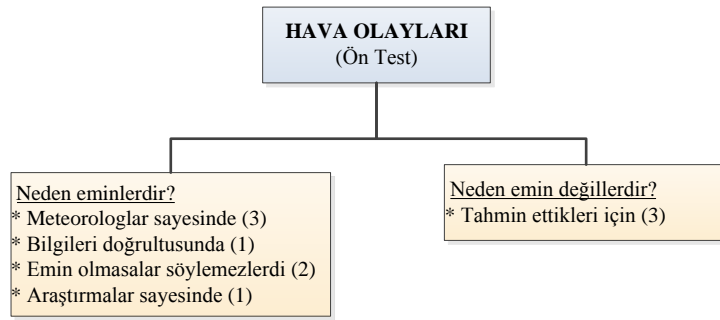 HAVA OLAYLARI
(Ön Test)
Neden eminlerdir?
* Meteorologlar sayesinde (3)
* Bilgileri doğrultusunda (1)
* Emin olmasalar söylemezlerdi (2)
* Araştırmalar sayesinde (1)
Neden emin değillerdir?
* Tahmin ettikleri için (3)